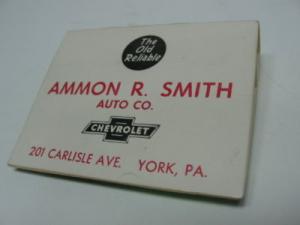 The
Old
Reliable
AMMON R. SMITH
AUTO CO.
CHEVROLET
201 CARLISLE AVE. YORK, PA.